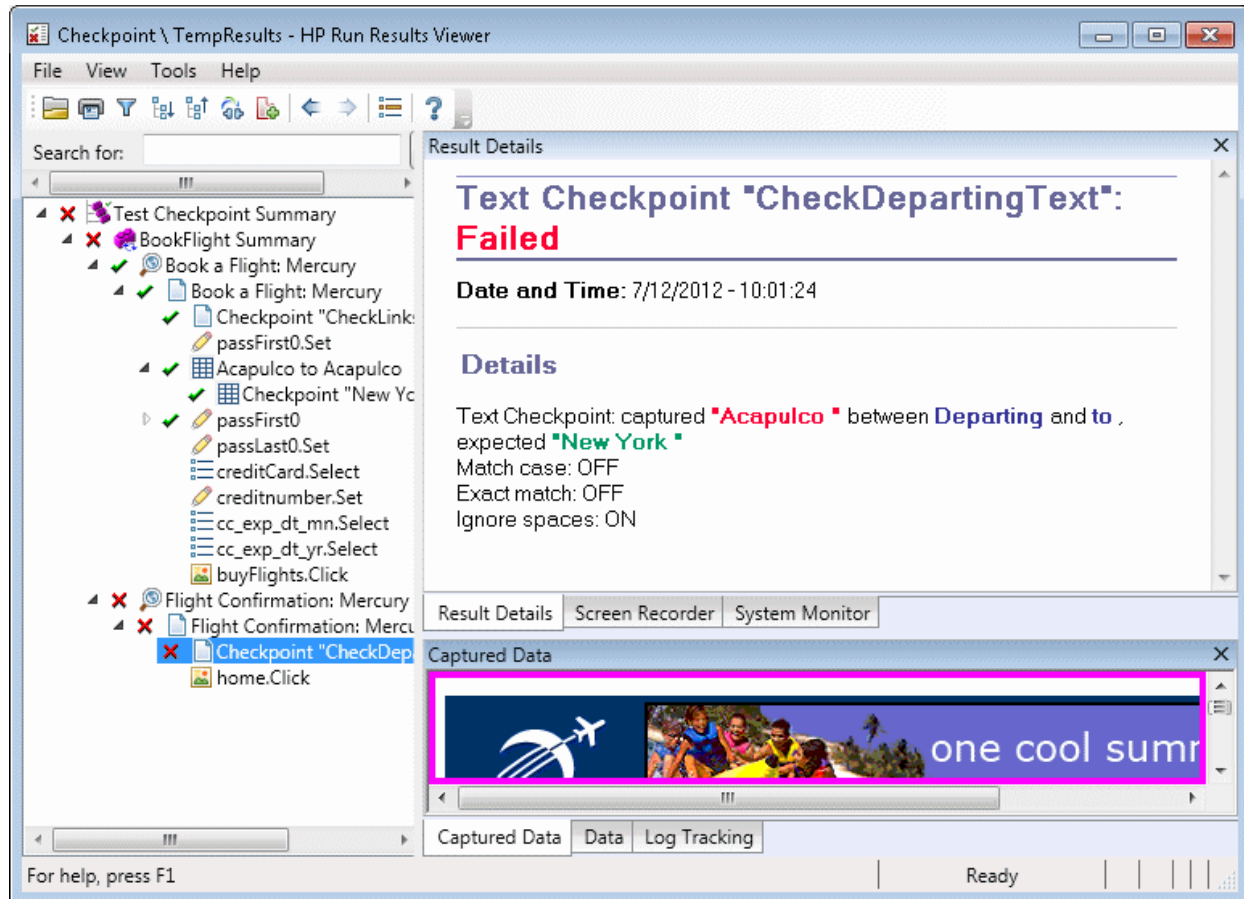 Checkpoint \ TempResults - HP Run Results Viewer
File View Tools Help
Search for:
Test Checkpoint Summary
BookFlight Summary
Book a Flight: Mercury
Book a Flight: Mercury
Checkpoint "CheckLinks
passFirst0.Set
Acapulco to Acapulco
Checkpoint "New Yo
passFirst0
passLast0.Set
creditCard.Select
creditnumber.Set
cc_exp_dt_mn.Select
cc_exp_dt_yr.Select
buyFlights.Click
Flight Confirmation: Mercury
Flight Confirmation: Mercu
Checkpoint "CheckDepa
home.Click
Result Details
Text Checkpoint "CheckDepartingText":
Failed
Date and Time: 7/12/2012 - 10:01:24
Details
Text Checkpoint: captured "Acapulco " between Departing and to ,
expected "New York "
Match case: OFF
Exact match: OFF
Ignore spaces: ON
Result Details Screen Recorder System Monitor
Captured Data
one cool summ
Captured Data Data Log Tracking
For help, press F1
Ready